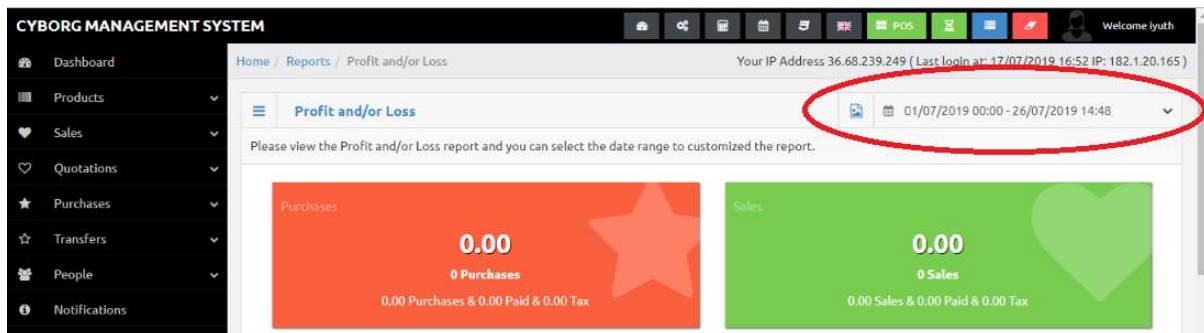 CYBORG MANAGEMENT SYSTEM
POS
Welcome iyuth
Dashboard
Products
Sales
Quotations
Purchases
Transfers
People
Notifications
Home / Reports / Profit and/or Loss
Your IP Address 36.68.239.249 ( Last login at: 17/07/2019 16:52 IP: 182.1.20.165 )
Profit and/or Loss
01/07/2019 00:00 - 26/07/2019 14:48
Please view the Profit and/or Loss report and you can select the date range to customized the report.
Purchases
0.00
0 Purchases
0.00 Purchases & 0.00 Paid & 0.00 Tax
Sales
0.00
0 Sales
0.00 Sales & 0.00 Paid & 0.00 Tax